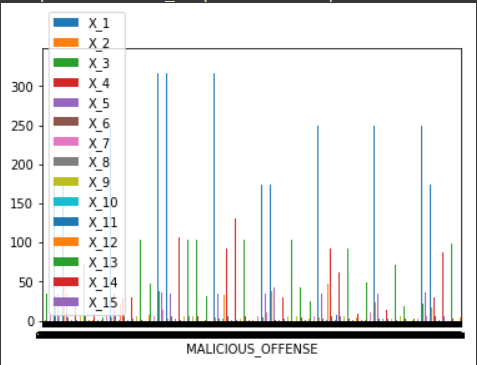 X_1
X_2
X_3
X_4
X_5
X_6
X_7
X_8
X_9
X_10
X_11
X_12
X_13
X_14
X_15
300
250
200
150
100
50
0
MALICIOUS_OFFENSE